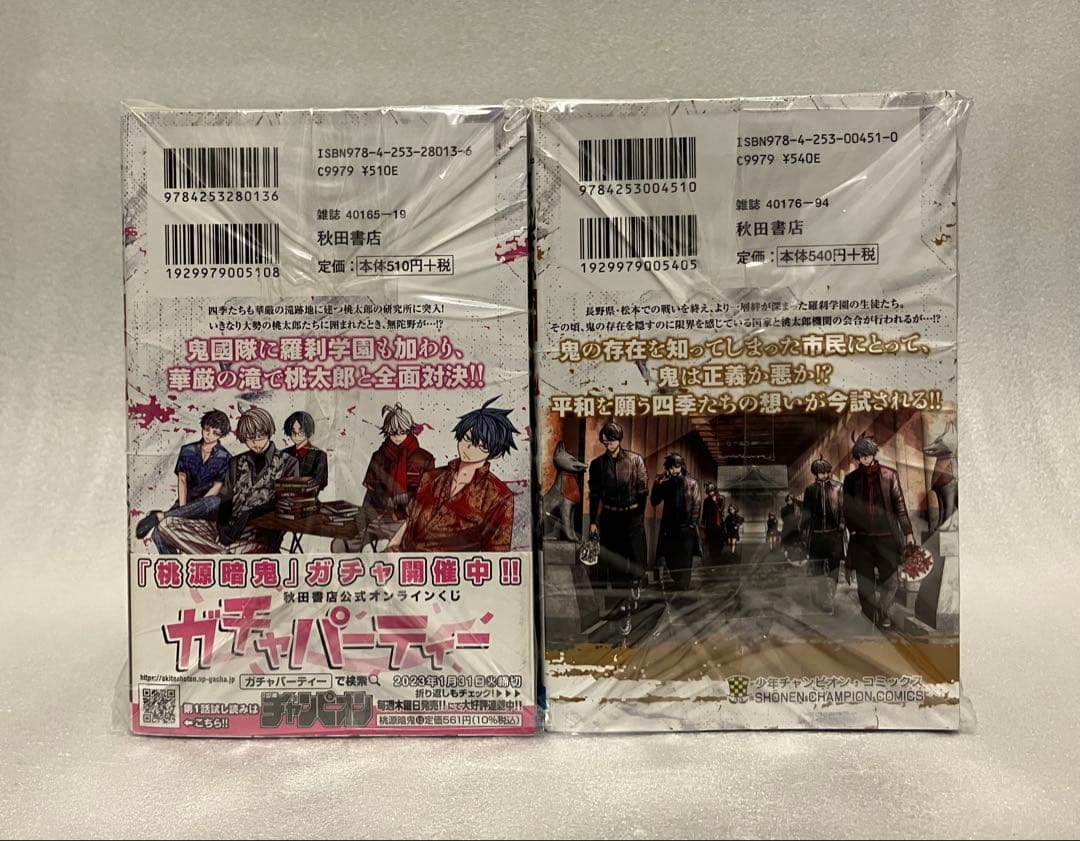 ISBN978-4-253-28013-6
C9979 ¥510E
9784253280136
雑誌 40165-19
秋田書店
1929979005108
定価：本体510円+税
四季たちも華厳の滝跡地に建つ桃太郎の研究所に突入!
いきなり大勢の桃太郎たちに囲まれたとき、無陀野が…!?
鬼國隊に羅刹学園も加わり、
華厳の滝で桃太郎と全面対決!!
「桃源暗鬼」ガチャ開催中!!
秋田書店公式オンラインくじ
ガチャパーティー
https://akitashoten.vp-gacha.jp
ガチャパーティー で検索
2023年1月31日㊋締切
折り返しもチェック!▶▶▶
第1話試し読みは
←こちら!!
チャンピオン
毎週木曜日発売!!にて大好評連載中!!
定価561円(10%税込)
桃源暗鬼
ISBN978-4-253-00451-0
C9979 ¥540E
9784253004510
雑誌 40176-94
秋田書店
1929979005405
定価：本体540円+税
長野県・松本での戦いを終え、より一層絆が深まった羅刹学園の生徒たち。
その頃、鬼の存在を隠すのに限界を感じている国家と桃太郎機関の会合が行われるが…!?
鬼の存在を知ってしまった市民にとって、
鬼は正義か悪か!?
平和を願う四季たちの想いが今試される!!
少年チャンピオン・コミックス
SHONEN CHAMPION COMICS